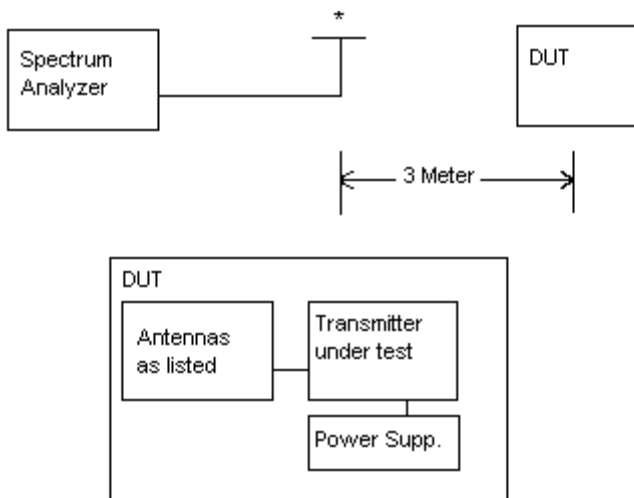 *
Spectrum
Analyzer
DUT
3 Meter
DUT
Antennas
as listed
Transmitter
under test
Power Supp.